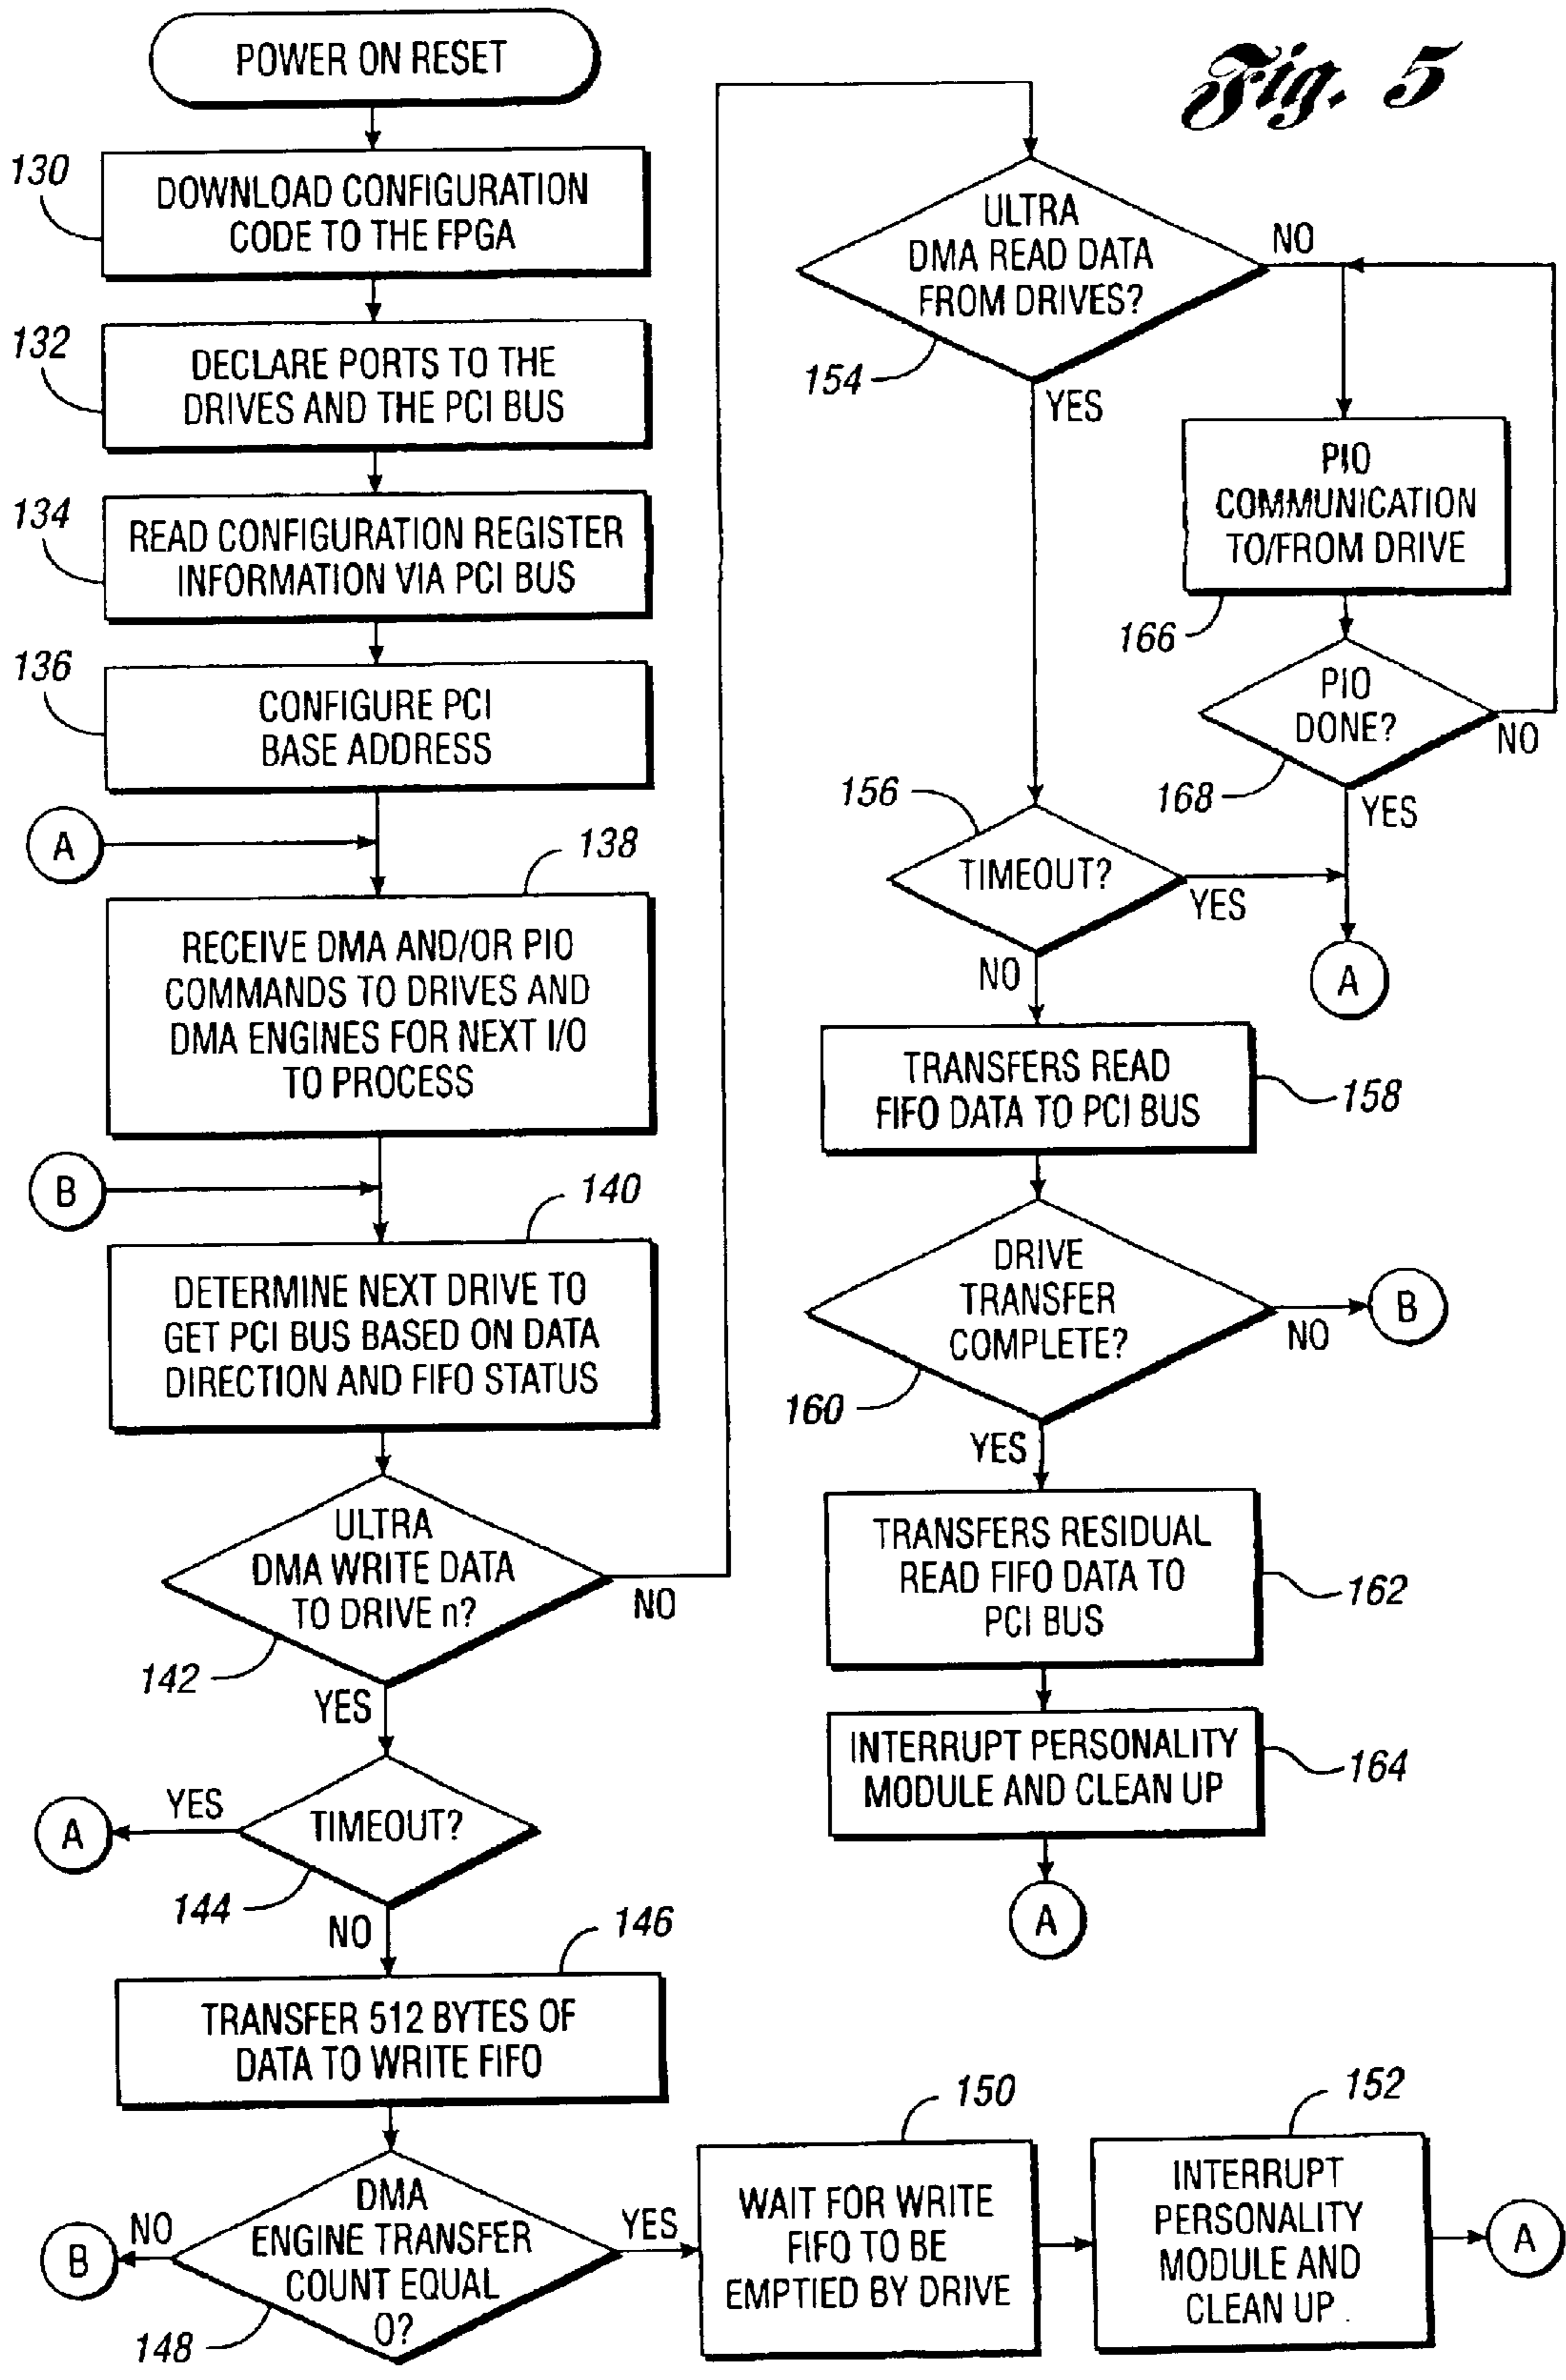 Fig. 5
POWER ON RESET
130
DOWNLOAD CONFIGURATION
CODE TO THE FPGA
132
DECLARE PORTS TO THE
DRIVES AND THE PCI BUS
134
READ CONFIGURATION REGISTER
INFORMATION VIA PCI BUS
136
CONFIGURE PCI
BASE ADDRESS
A
138
RECEIVE DMA AND/OR PIO
COMMANDS TO DRIVES AND
DMA ENGINES FOR NEXT I/O
TO PROCESS
B
140
DETERMINE NEXT DRIVE TO
GET PCI BUS BASED ON DATA
DIRECTION AND FIFO STATUS
ULTRA
DMA WRITE DATA
TO DRIVE n?
NO
142
YES
TIMEOUT?
YES
A
144
NO
146
TRANSFER 512 BYTES OF
DATA TO WRITE FIFO
DMA
ENGINE TRANSFER
COUNT EQUAL
0?
NO
B
148
YES
150
WAIT FOR WRITE
FIFO TO BE
EMPTIED BY DRIVE
152
INTERRUPT
PERSONALITY
MODULE AND
CLEAN UP
A
ULTRA
DMA READ DATA
FROM DRIVES?
NO
154
YES
PIO
COMMUNICATION
TO/FROM DRIVE
166
PIO
DONE?
NO
168
YES
156
TIMEOUT?
YES
A
NO
TRANSFERS READ
FIFO DATA TO PCI BUS
158
DRIVE
TRANSFER
COMPLETE?
NO
B
160
YES
TRANSFERS RESIDUAL
READ FIFO DATA TO
PCI BUS
162
INTERRUPT PERSONALITY
MODULE AND CLEAN UP
164
A